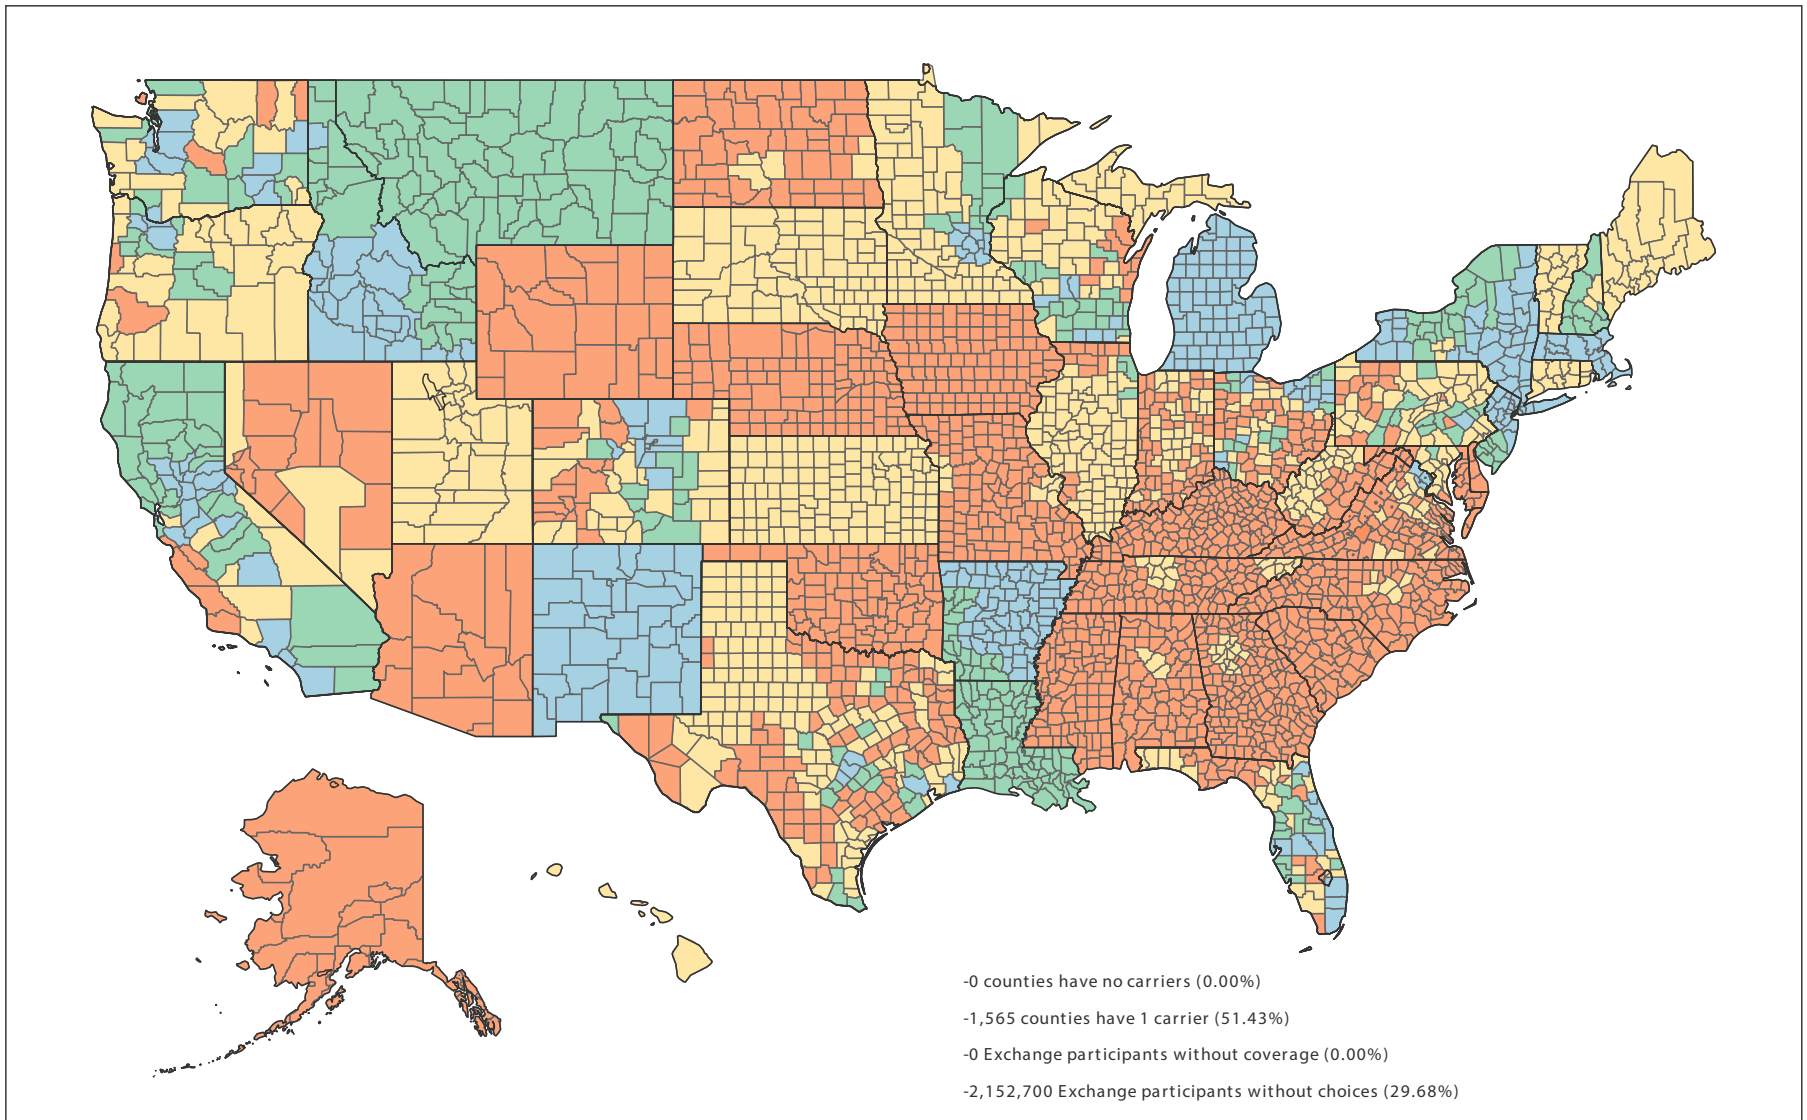 -0 counties have no carriers (0.00%)
-1,565 counties have 1 carrier (51.43%)
-0 Exchange participants without coverage (0.00%)
-2,152,700 Exchange participants without choices (29.68%)